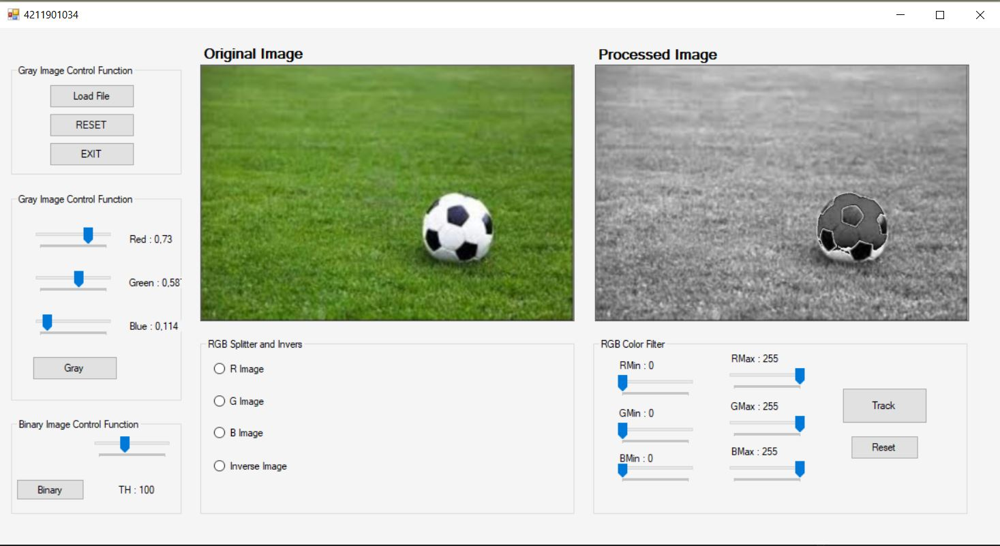 4211901034
Original Image
Processed Image
Gray Image Control Function
Load File
RESET
EXIT
Gray Image Control Function
Red : 0,73
Green : 0,587
Blue : 0,114
Gray
Binary Image Control Function
Binary
TH : 100
RGB Splitter and Invers
R Image
G Image
B Image
Inverse Image
RGB Color Filter
RMin : 0
RMax : 255
GMin : 0
GMax : 255
BMin : 0
BMax : 255
Track
Reset